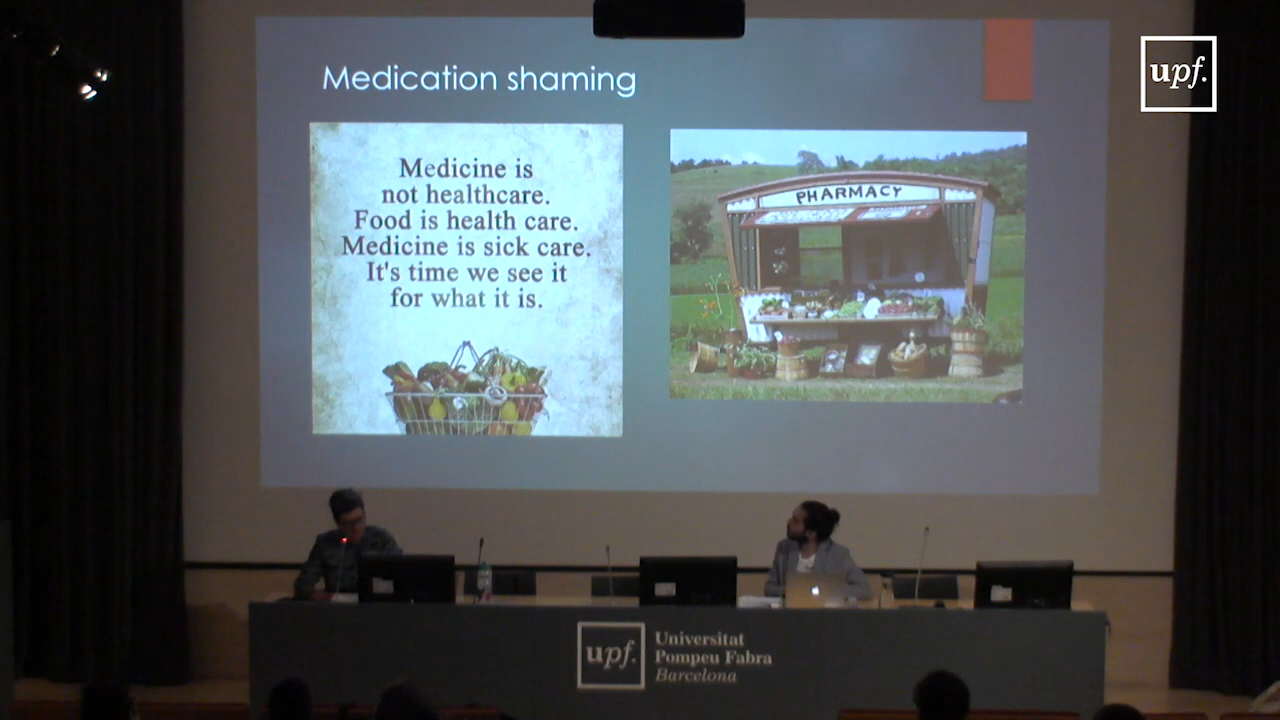 Medication shaming
upf.
Medicine is
not healthcare.
Food is health care.
Medicine is sick care.
It's time we see it
for what it is.
PHARMACY
upf.
Universitat
Pompeu Fabra
Barcelona